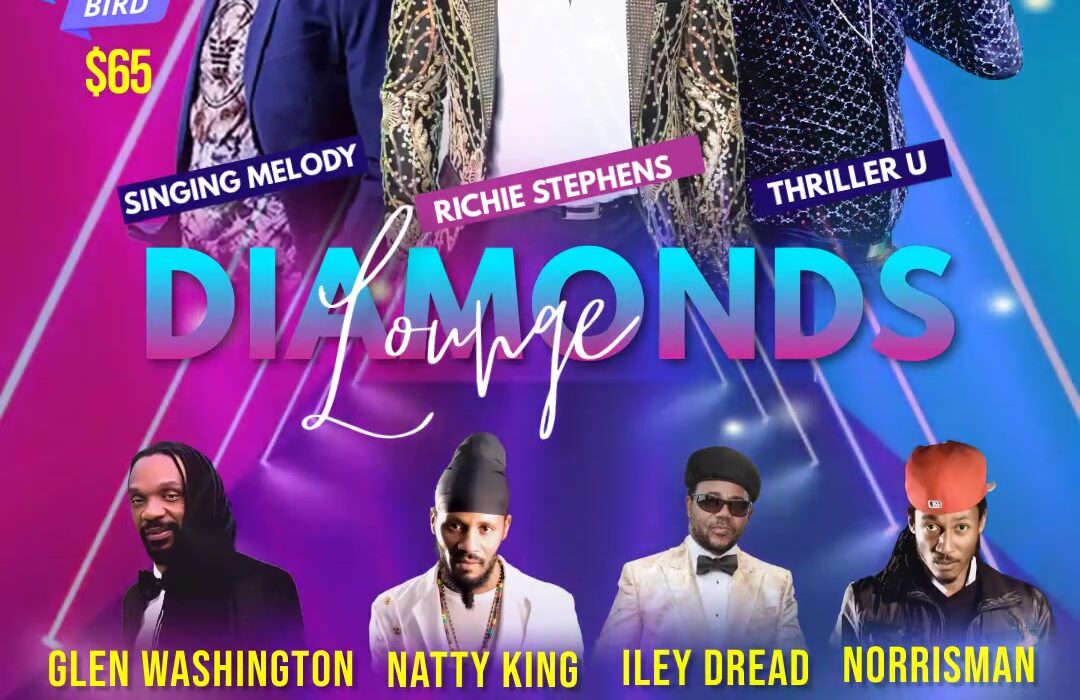 BIRD
$65
SINGING MELODY
RICHIE STEPHENS
THRILLER U
DIAMONDS
Lounge
GLEN WASHINGTON
NATTY KING
ILEY DREAD
NORRISMAN